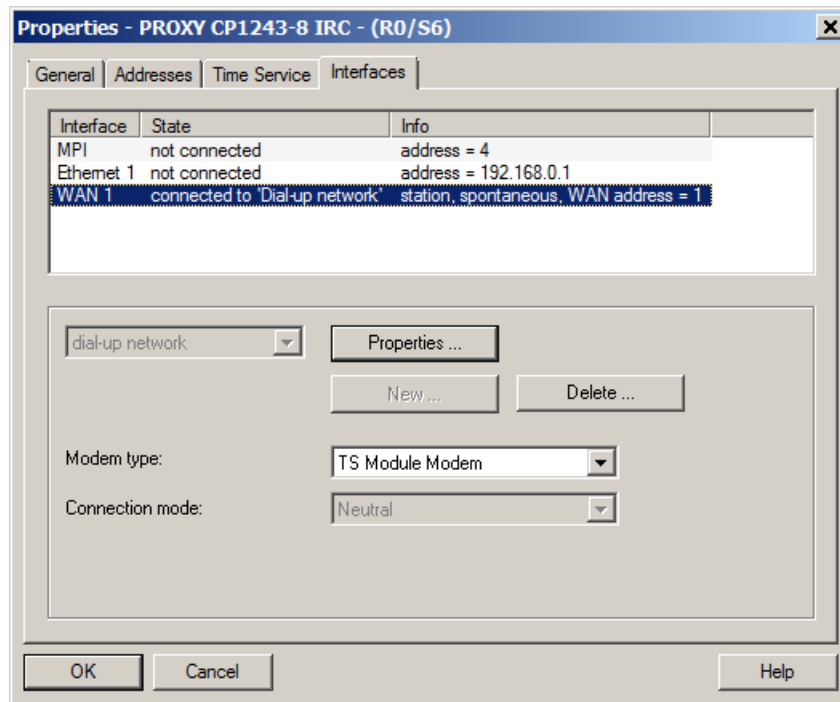 Properties - PROXY CP1243-8 IRC - (R0/S6)
General Addresses Time Service Interfaces
Interface State Info
MPI not connected address = 4
Ethernet 1 not connected address = 192.168.0.1
WAN 1 connected to 'Dial-up network' station, spontaneous, WAN address = 1
dial-up network Properties ...
New ... Delete ...
Modem type: TS Module Modem
Connection mode: Neutral
OK Cancel Help